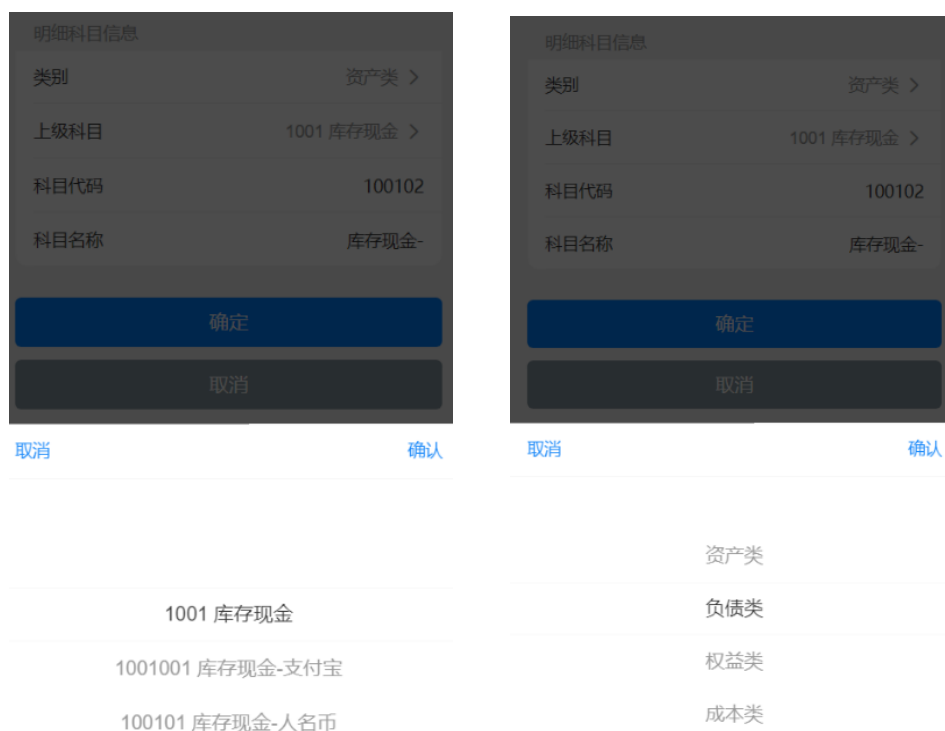 明细科目信息
类别 资产类
上级科目 1001 库存现金
科目代码 100102
科目名称 库存现金-
确定
取消
取消 确认
1001 库存现金
1001001 库存现金-支付宝
100101 库存现金-人名币
明细科目信息
类别 资产类
上级科目 1001 库存现金
科目代码 100102
科目名称 库存现金-
确定
取消
取消 确认
资产类
负债类
权益类
成本类